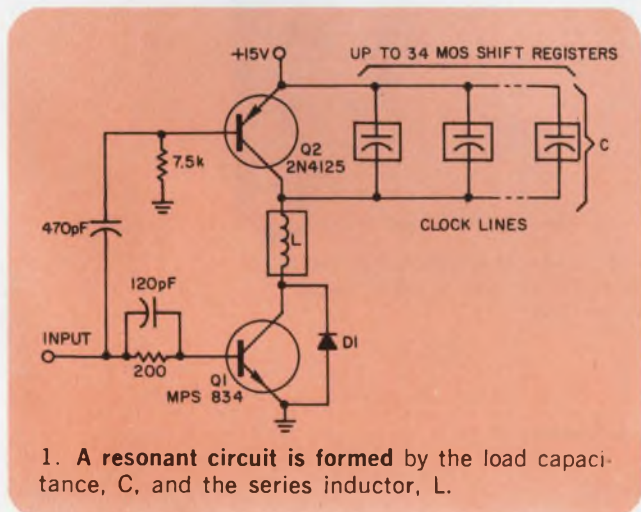 +15V
UP TO 34 MOS SHIFT REGISTERS
Q2
2N4125
7.5k
C
470pF
CLOCK LINES
L
120pF
INPUT
200
Q1
MPS 834
D1
1. A resonant circuit is formed by the load capaci-
tance, C, and the series inductor, L.